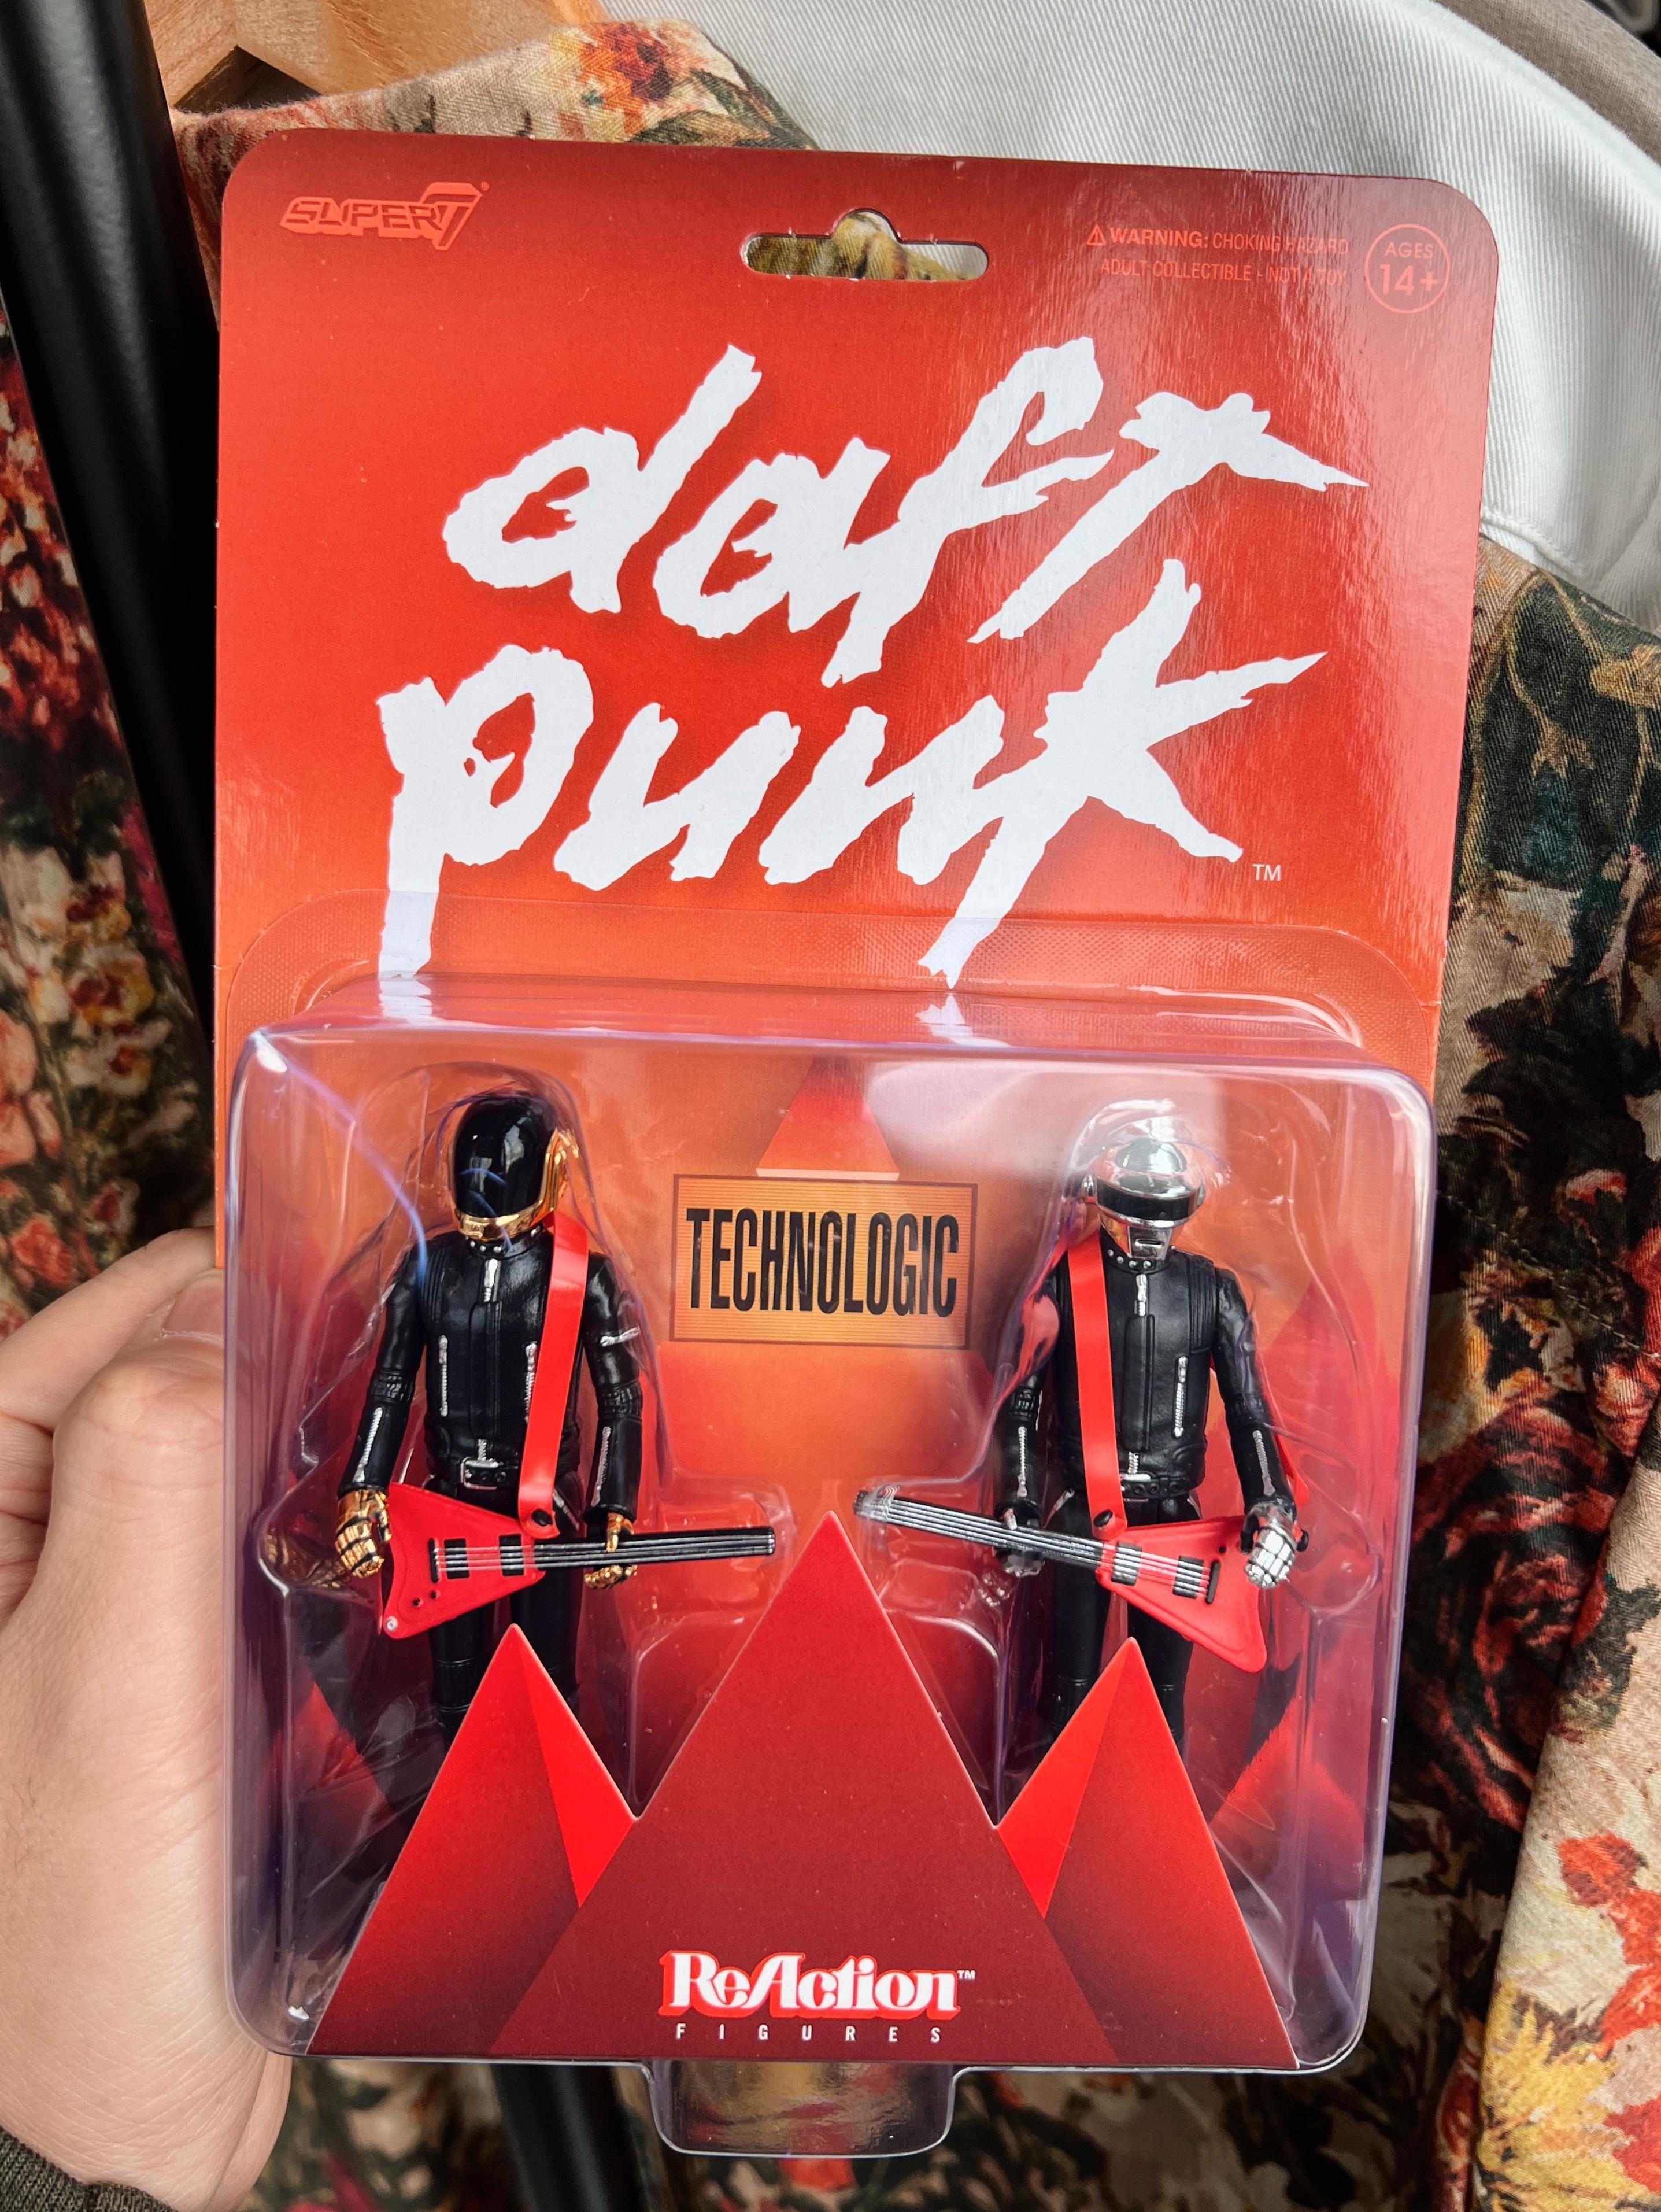 SUPER7
⚠ WARNING: CHOKING HAZARD
ADULT COLLECTIBLE - NOT A TOY
AGES
14+
daft
punk
TM
TECHNOLOGIC
ReAction™
FIGURES